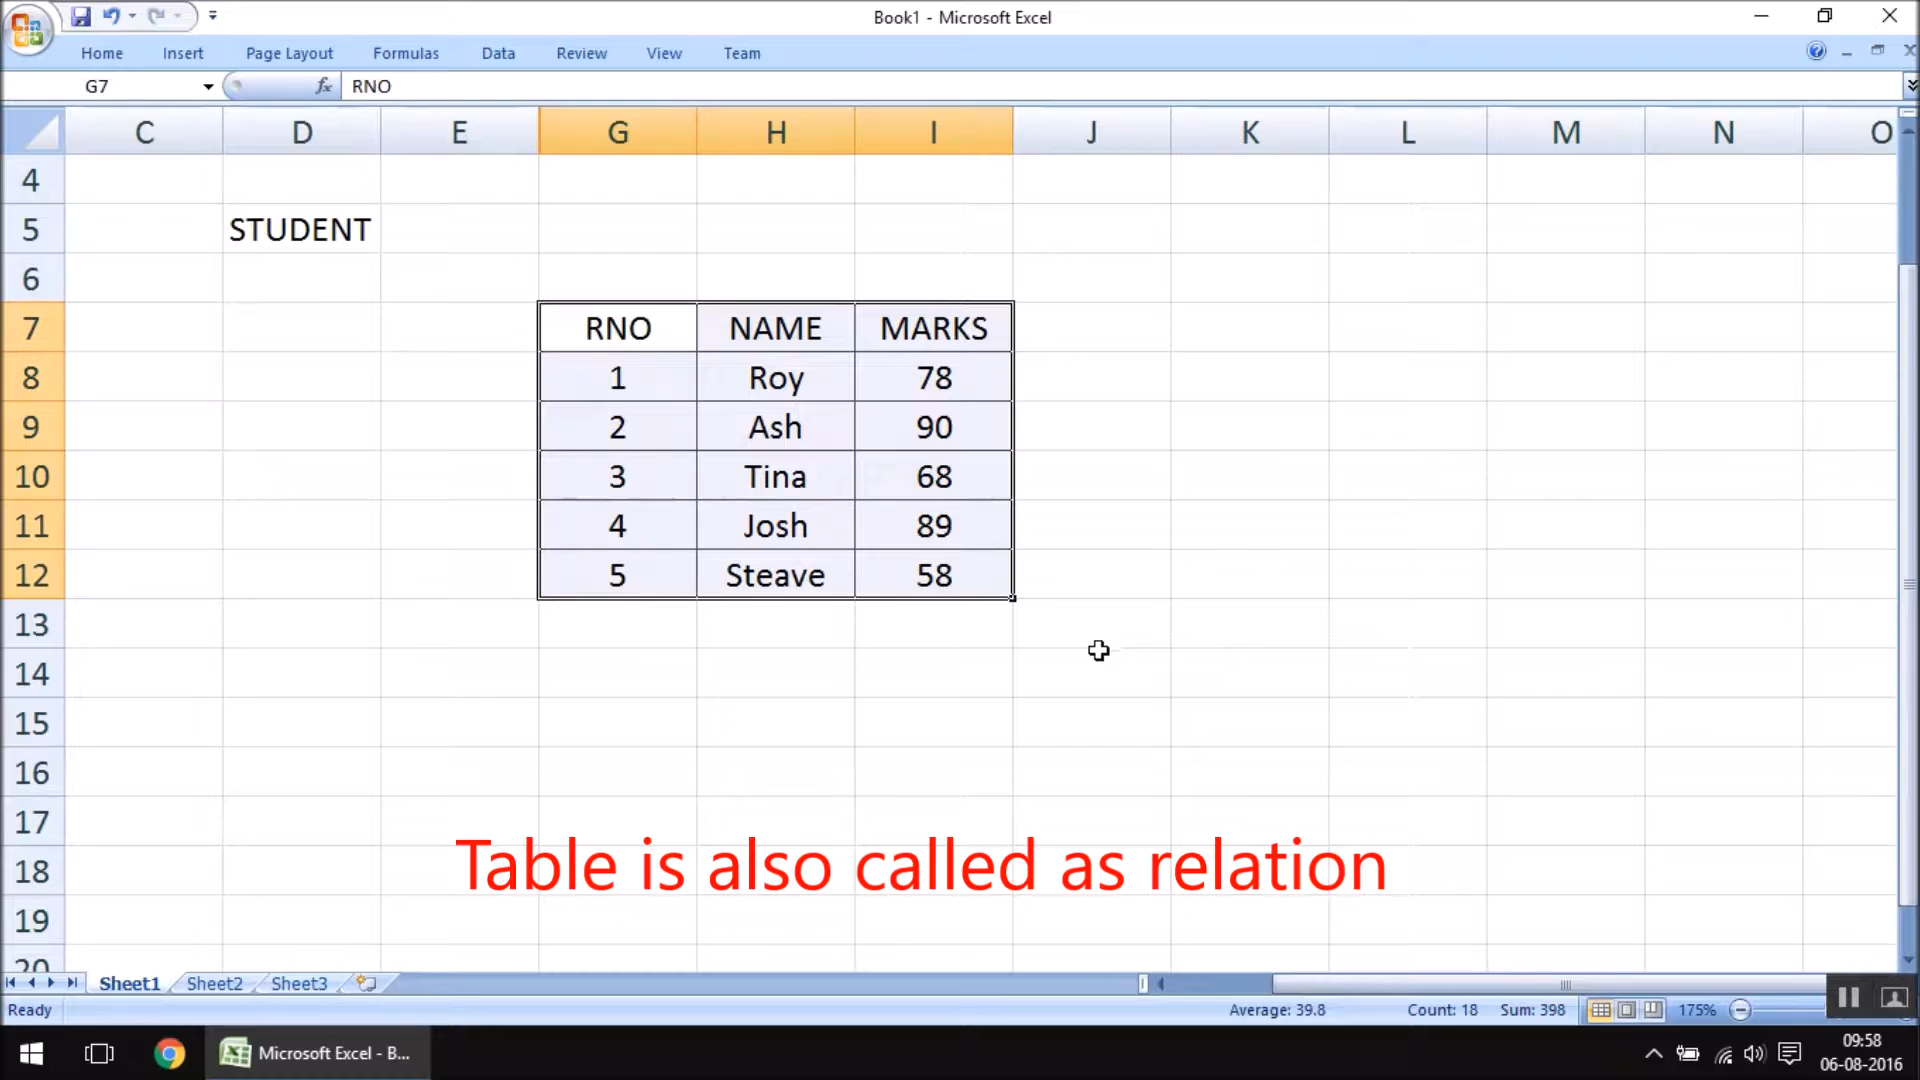 Book1 - Microsoft Excel
Home Insert Page Layout Formulas Data Review View Team
G7 fx RNO
C D E G H I J K L M N O
4
5 STUDENT
6
7 RNO NAME MARKS
8 1 Roy 78
9 2 Ash 90
10 3 Tina 68
11 4 Josh 89
12 5 Steave 58
13
14
15
16
17
Table is also called as relation
18
19
20
Sheet1 Sheet2 Sheet3
Ready Average: 39.8 Count: 18 Sum: 398 175%
Microsoft Excel - B...
09:58
06-08-2016